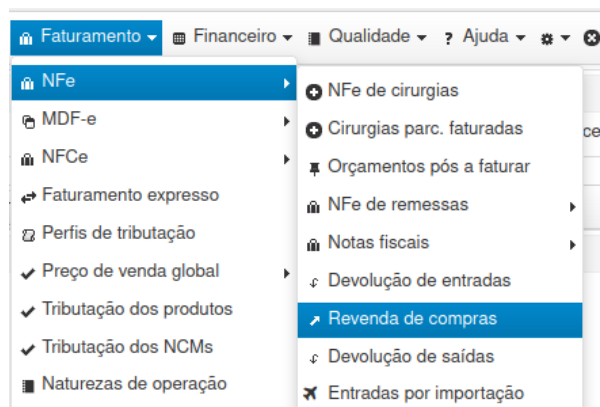 Faturamento Financeiro Qualidade ? Ajuda
NFe
MDF-e
NFCe
Faturamento expresso
Perfis de tributação
Preço de venda global
Tributação dos produtos
Tributação dos NCMs
Naturezas de operação
NFe de cirurgias
Cirurgias parc. faturadas
Orçamentos pós a faturar
NFe de remessas
Notas fiscais
Devolução de entradas
Revenda de compras
Devolução de saídas
Entradas por importação
ce